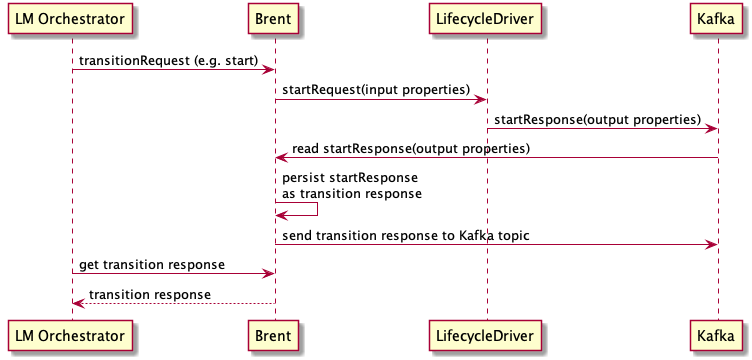 LM Orchestrator
Brent
LifecycleDriver
Kafka
transitionRequest (e.g. start)
startRequest(input properties)
startResponse(output properties)
read startResponse(output properties)
persist startResponse
as transition response
send transition response to Kafka topic
get transition response
transition response
LM Orchestrator
Brent
LifecycleDriver
Kafka